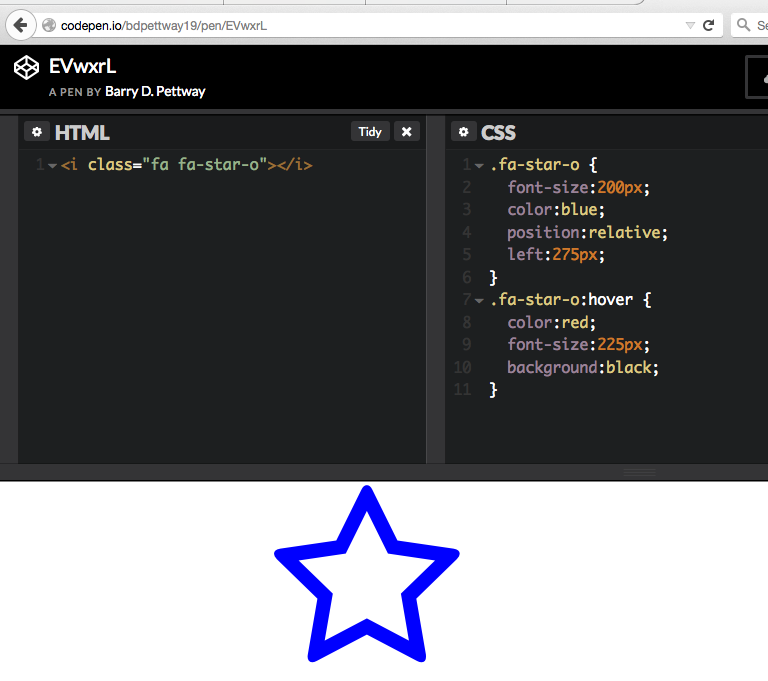 codepen.io/bdpettway19/pen/EVwxrL
Se
EVwxrL
A PEN BY Barry D. Pettway
HTML
Tidy
1 <i class="fa fa-star-o"></i>
CSS
1 .fa-star-o {
2 font-size:200px;
3 color:blue;
4 position:relative;
5 left:275px;
6 }
7 .fa-star-o:hover {
8 color:red;
9 font-size:225px;
10 background:black;
11 }